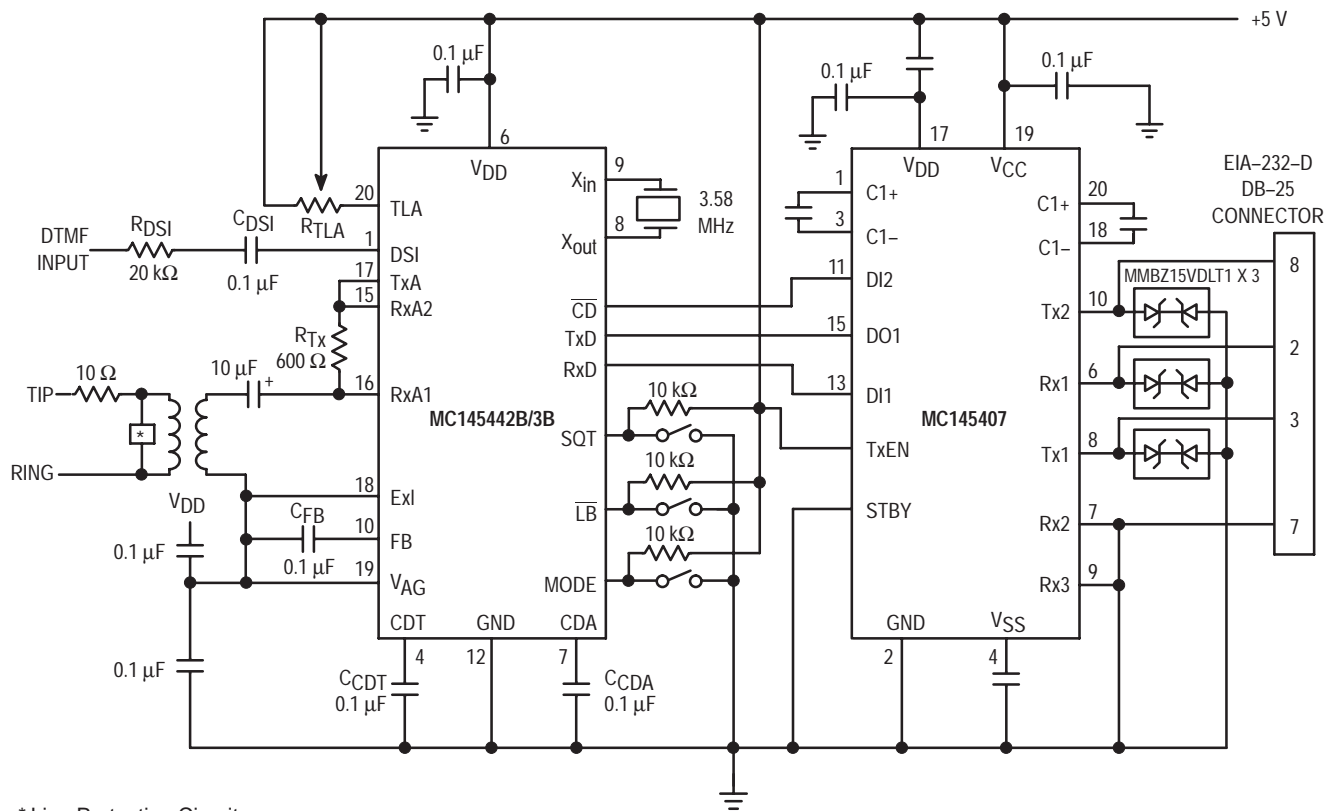 +5 V
0.1 µF
0.1 µF
0.1 µF
6
17
19
VDD
VDD
VCC
EIA–232–D
DB–25
CONNECTOR
9
Xin
3.58
MHz
8
Xout
20
TLA
RTLA
DTMF
INPUT
RDSI
20 kΩ
CDSI
0.1 µF
1
DSI
17
TxA
15
RxA2
RTx
600 Ω
10 µF
+
16
RxA1
TIP
10 Ω
*
RING
MC145442B/3B
CD
TxD
RxD
SQT
10 kΩ
LB
10 kΩ
MODE
10 kΩ
18
ExI
CFB
0.1 µF
10
FB
19
VAG
VDD
0.1 µF
0.1 µF
CDT
GND
CDA
4
12
7
CCDT
0.1 µF
CCDA
0.1 µF
1
C1+
3
C1–
20
C1+
18
C1–
11
DI2
15
DO1
13
DI1
MC145407
TxEN
STBY
10
Tx2
MMBZ15VDLT1 X 3
6
Rx1
8
Tx1
7
Rx2
9
Rx3
8
2
3
7
GND
VSS
2
4